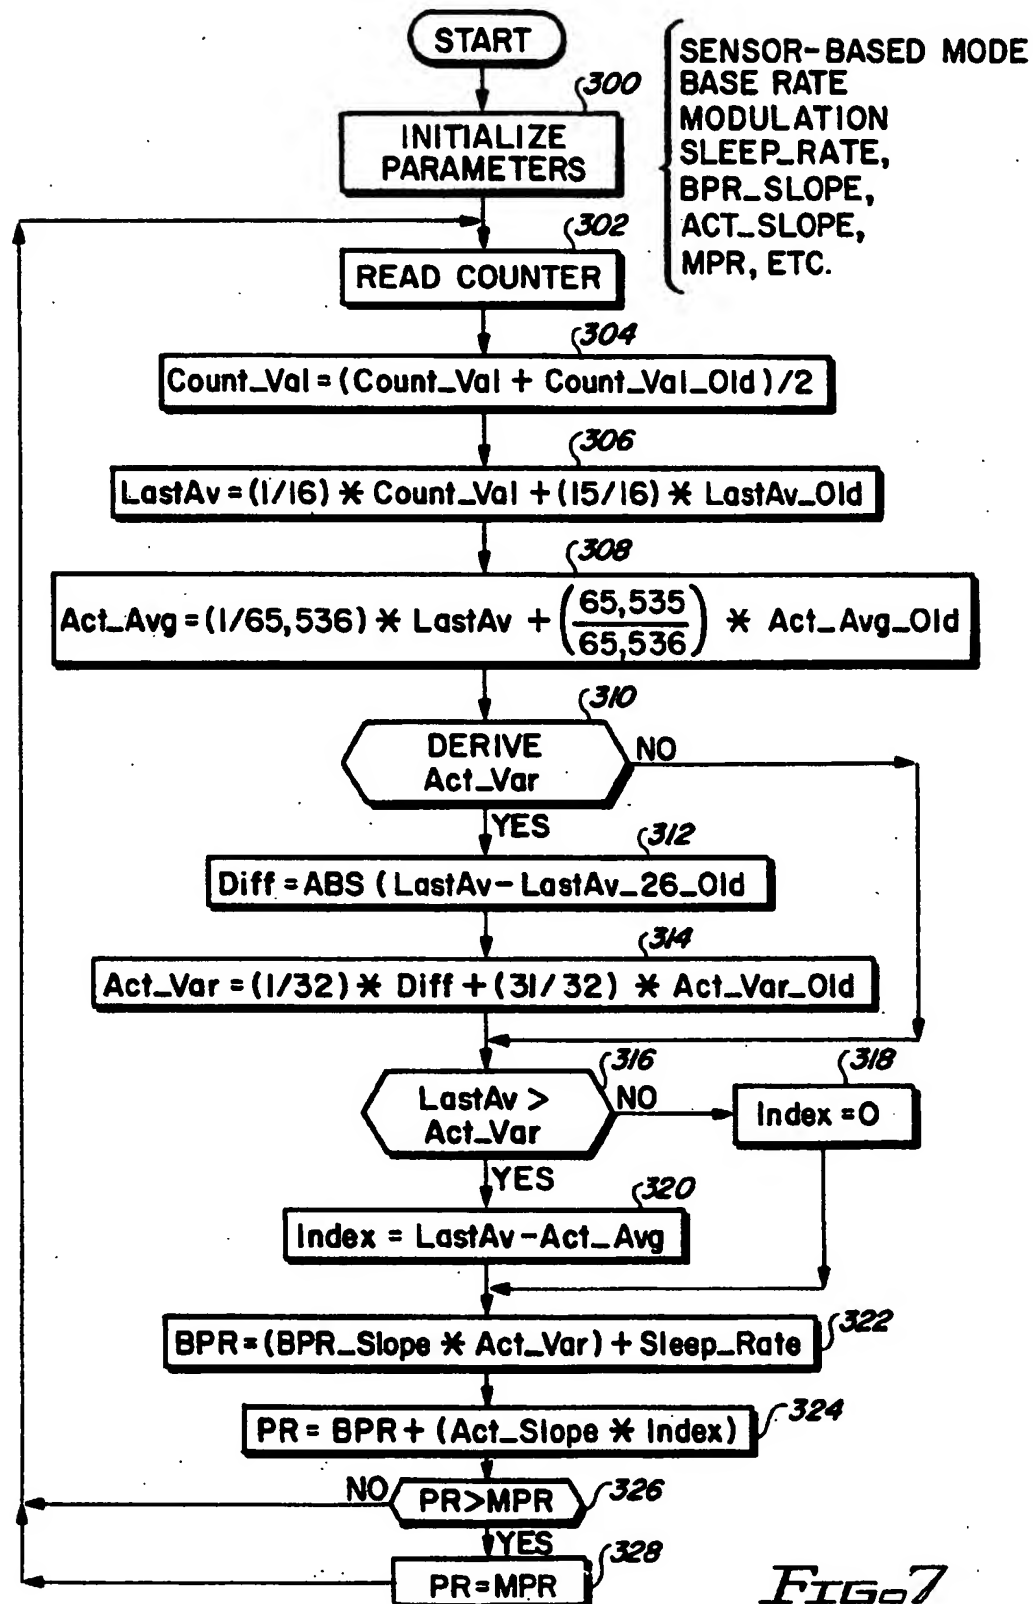 START
SENSOR-BASED MODE
BASE RATE
MODULATION
SLEEP_RATE,
BPR_SLOPE,
ACT_SLOPE,
MPR, ETC.
300
INITIALIZE
PARAMETERS
302
READ COUNTER
304
Count_Val=(Count_Val + Count_Val_Old)/2
306
LastAv=(1/16) * Count_Val + (15/16) * LastAv_Old
308
Act_Avg=(1/65,536) * LastAv + (65,535/65,536) * Act_Avg_Old
310
DERIVE
Act_Var
NO
YES
312
Diff=ABS (LastAv-LastAv_26_Old
314
Act_Var=(1/32) * Diff+(31/32) * Act_Var_Old
316
LastAv >
Act_Var
NO
318
Index=0
YES
320
Index = LastAv-Act_Avg
BPR=(BPR_Slope * Act_Var) + Sleep_Rate
322
PR= BPR+ (Act_Slope * Index)
324
NO
PR>MPR
326
YES
328
PR=MPR
FIG.7